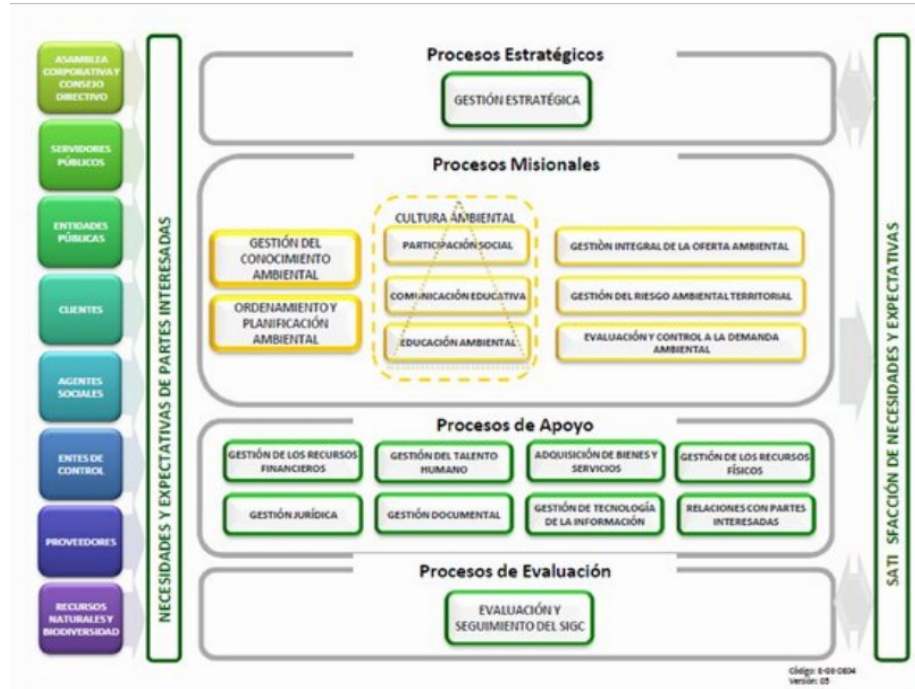 ASAMBLEA
CORPORATIVA Y
CONSEJO
DIRECTIVO
SERVIDORES
PÚBLICOS
ENTIDADES
PÚBLICAS
CLIENTES
AGENTES
SOCIALES
ENTES DE
CONTROL
PROVEEDORES
RECURSOS
NATURALES Y
BIODIVERSIDAD
NECESIDADES Y EXPECTATIVAS DE PARTES INTERESADAS
Procesos Estratégicos
GESTIÓN ESTRATÉGICA
Procesos Misionales
GESTIÓN DEL
CONOCIMIENTO
AMBIENTAL
ORDENAMIENTO Y
PLANIFICACIÓN
AMBIENTAL
CULTURA AMBIENTAL
PARTICIPACIÓN SOCIAL
COMUNICACIÓN EDUCATIVA
EDUCACIÓN AMBIENTAL
GESTIÓN INTEGRAL DE LA OFERTA AMBIENTAL
GESTIÓN DEL RIESGO AMBIENTAL TERRITORIAL
EVALUACIÓN Y CONTROL A LA DEMANDA
AMBIENTAL
Procesos de Apoyo
GESTIÓN DE LOS RECURSOS
FINANCIEROS
GESTIÓN DEL TALENTO
HUMANO
ADQUISICIÓN DE BIENES Y
SERVICIOS
GESTIÓN DE LOS RECURSOS
FÍSICOS
GESTIÓN JURÍDICA
GESTIÓN DOCUMENTAL
GESTIÓN DE TECNOLOGÍA
DE LA INFORMACIÓN
RELACIONES CON PARTES
INTERESADAS
Procesos de Evaluación
EVALUACIÓN Y
SEGUIMIENTO DEL SIGC
SATI SFACCIÓN DE NECESIDADES Y EXPECTATIVAS
Código:
Versión: 05